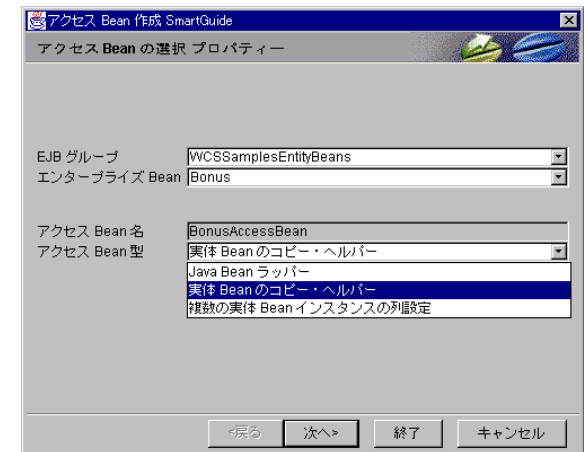 アクセス Bean 作成 SmartGuide
アクセス Bean の選択 プロパティー
EJB グループ WCSSamplesEntityBeans
エンタープライズ Bean Bonus
アクセス Bean 名 BonusAccessBean
アクセス Bean 型 実体 Bean のコピー・ヘルパー
Java Bean ラッパー
実体 Bean のコピー・ヘルパー
複数の実体 Bean インスタンスの列設定
<戻る 次へ> 終了 キャンセル